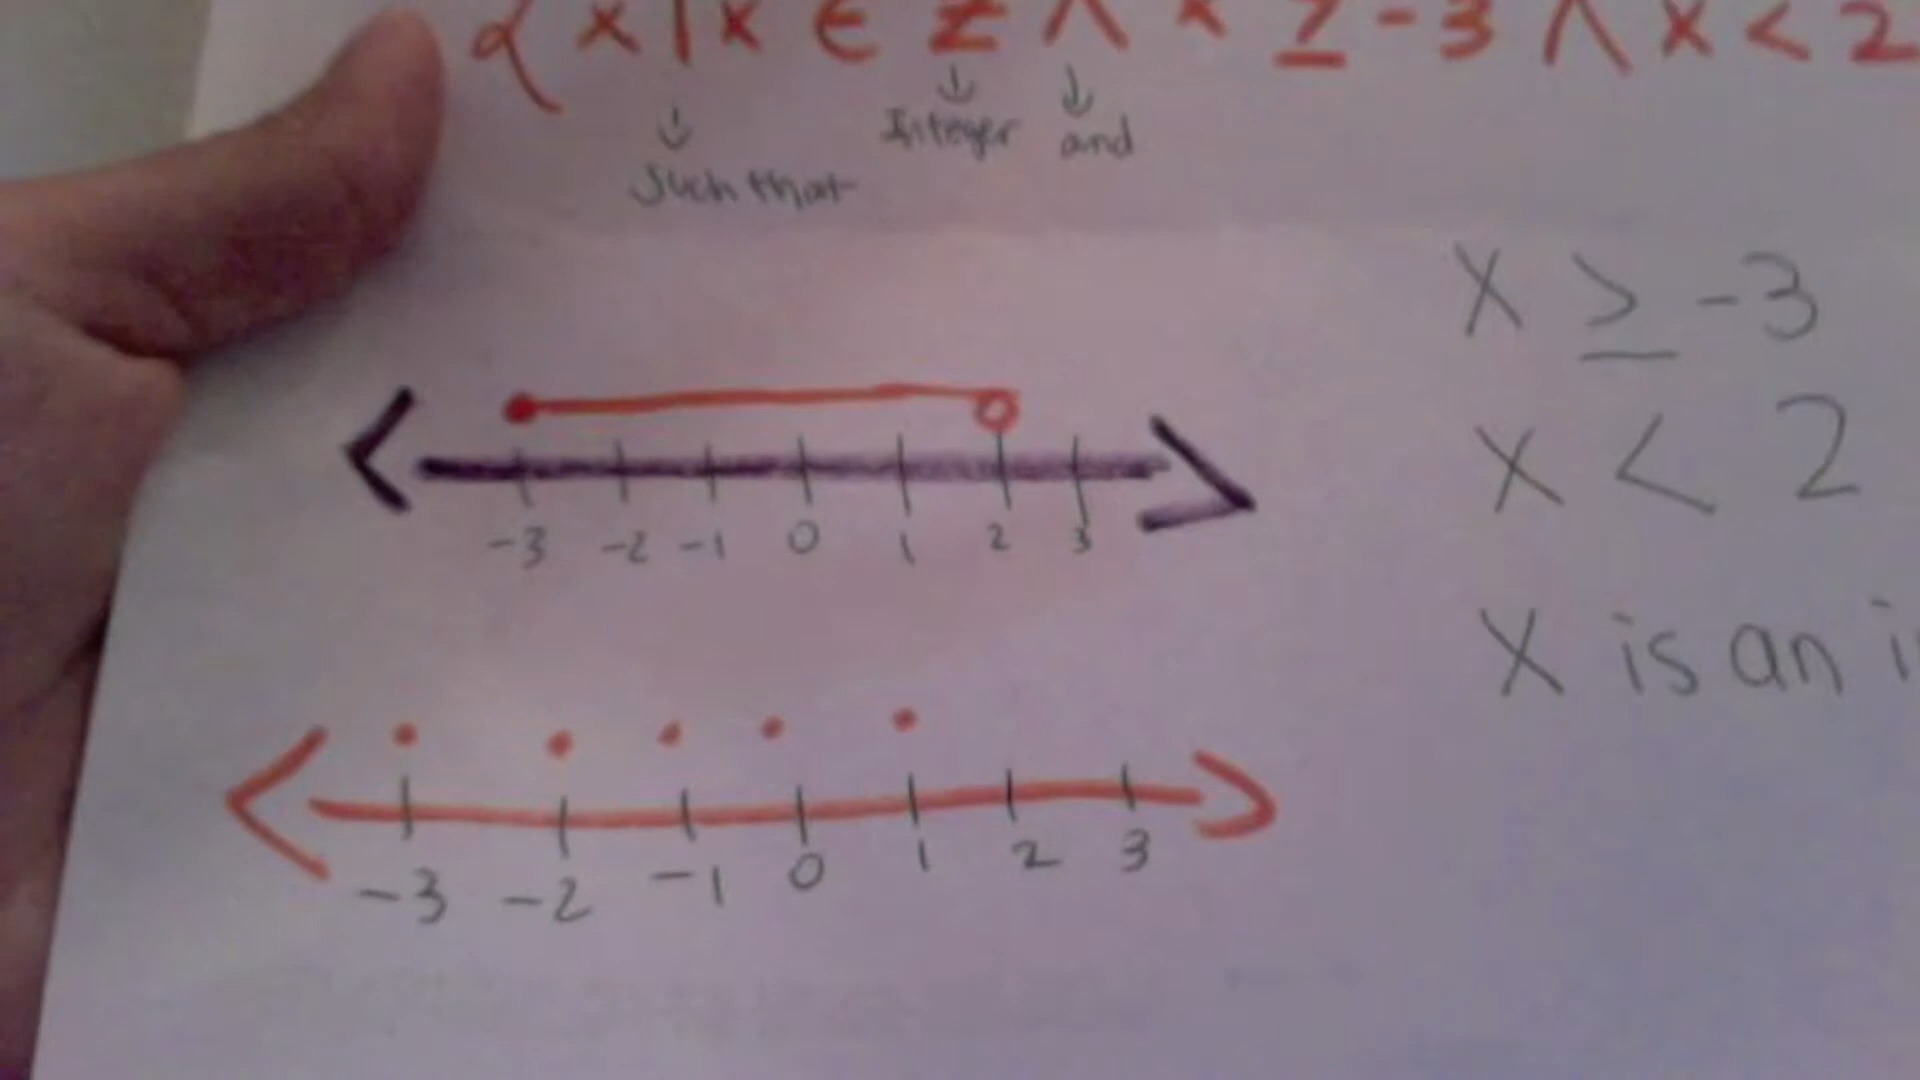 { x | x ∈ Z ∧ x ≥ -3 ∧ x < 2
↓ ↓ ↓
Integer and
Such that
x ≥ -3
x < 2
-3 -2 -1 0 1 2 3
x is an i
-3 -2 -1 0 1 2 3